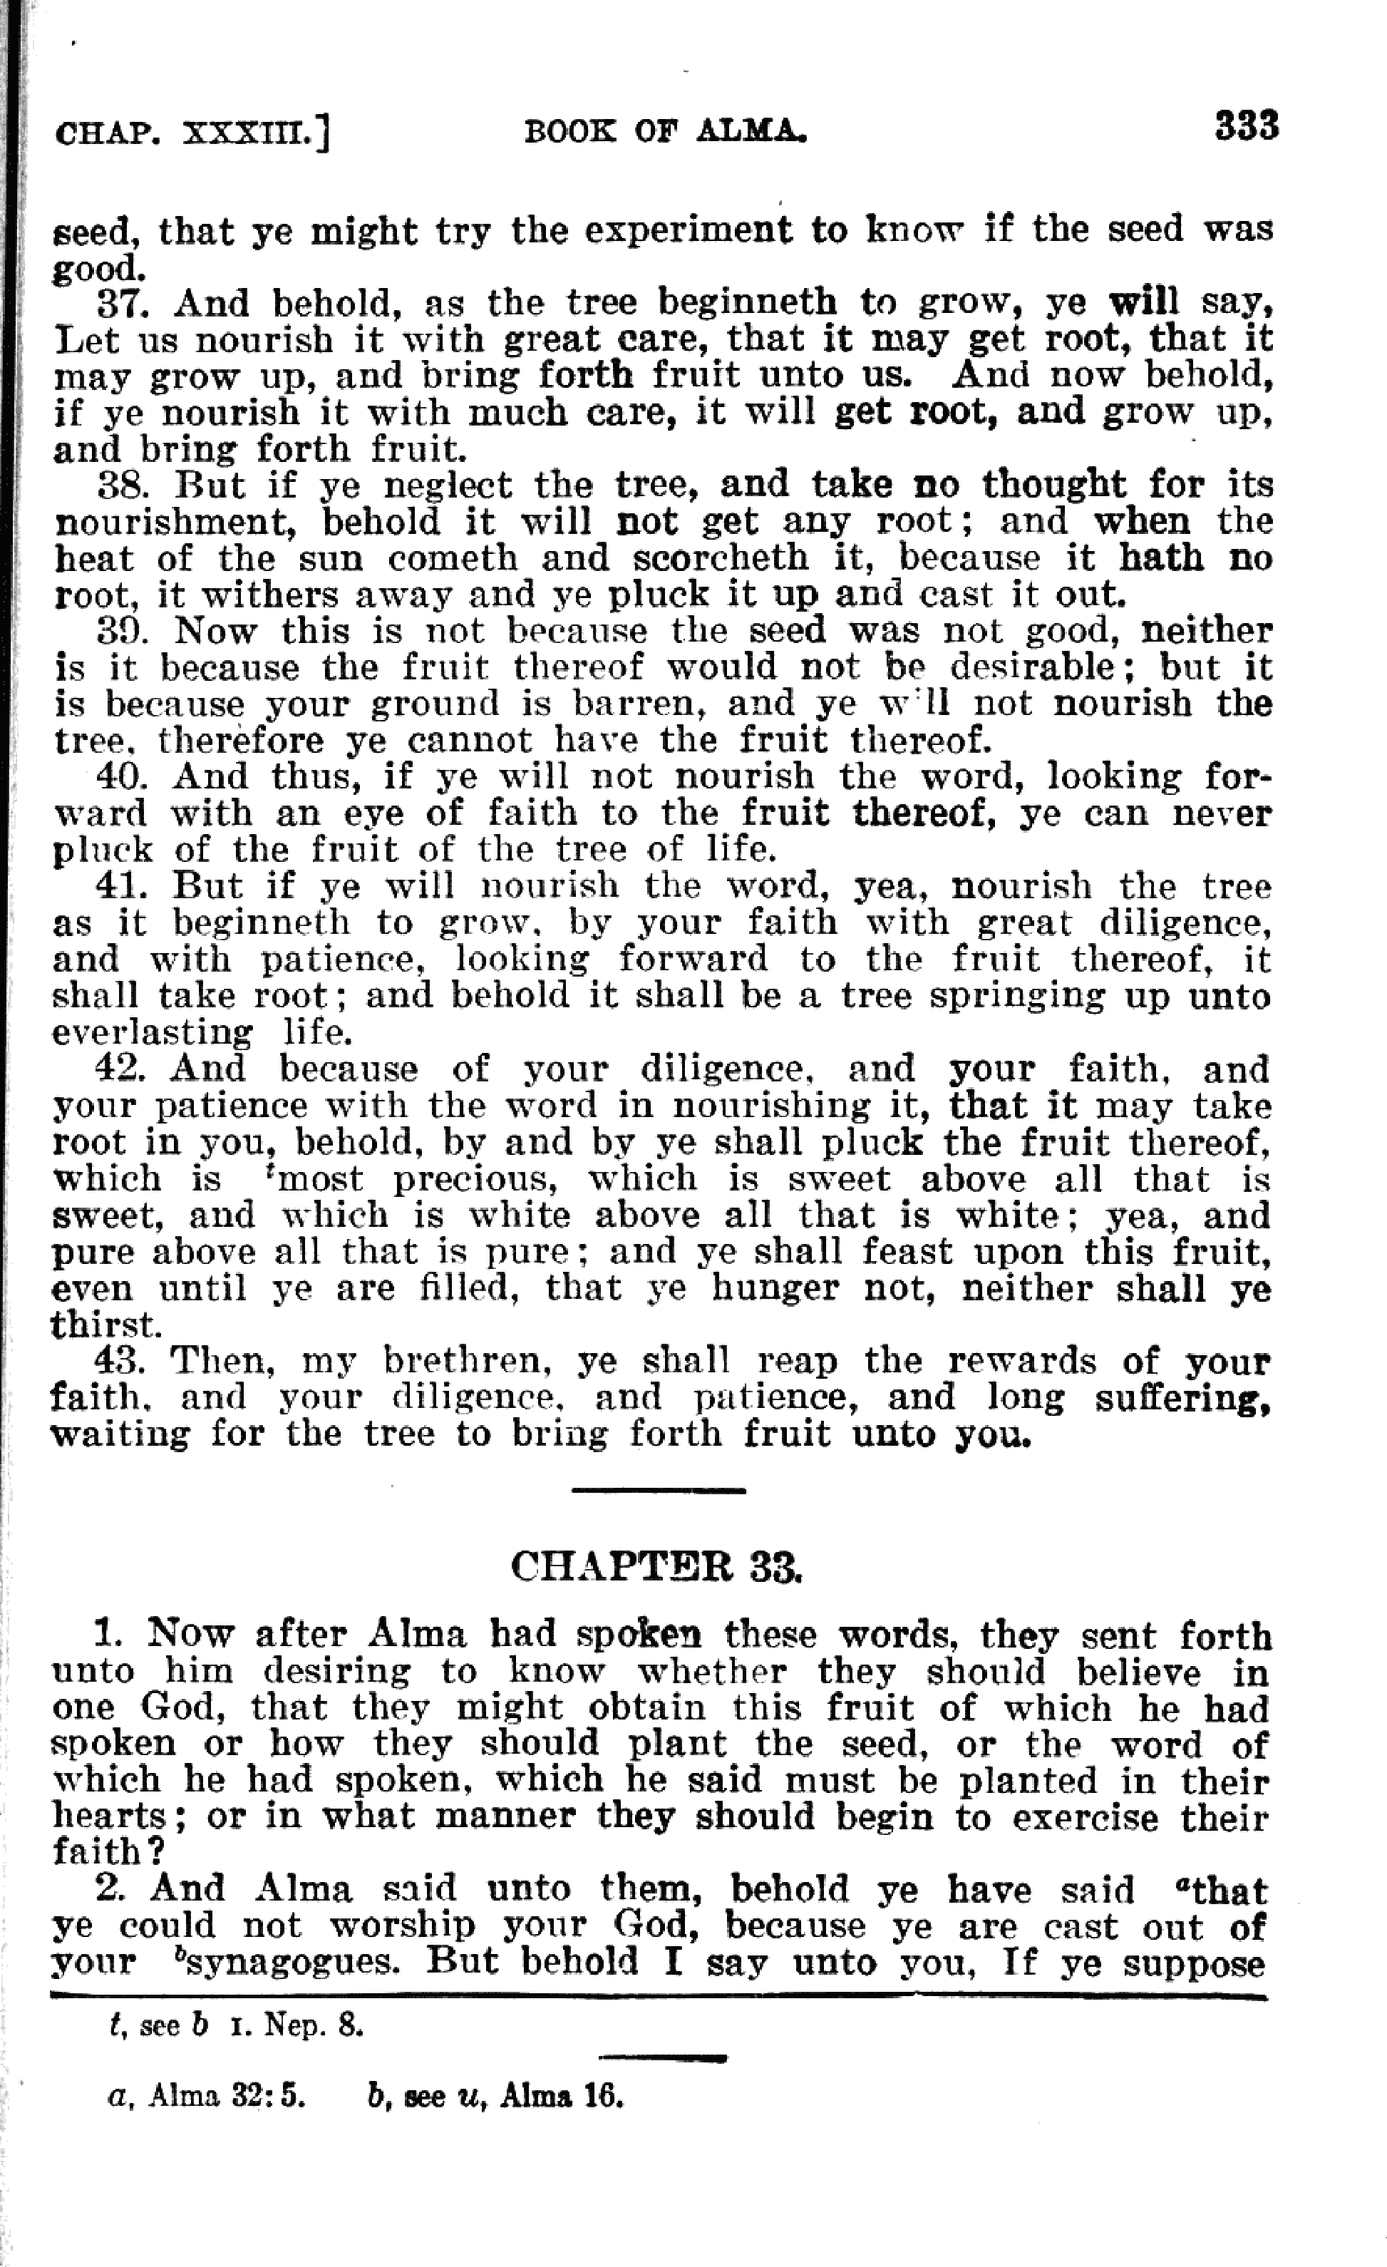 CHAP. XXXIII.] BOOK OF ALMA. 333
seed, that ye might try the experiment to know if the seed was
good.
37. And behold, as the tree beginneth to grow, ye will say,
Let us nourish it with great care, that it may get root, that it
may grow up, and bring forth fruit unto us. And now behold,
if ye nourish it with much care, it will get root, and grow up,
and bring forth fruit.
38. But if ye neglect the tree, and take no thought for its
nourishment, behold it will not get any root; and when the
heat of the sun cometh and scorcheth it, because it hath no
root, it withers away and ye pluck it up and cast it out.
39. Now this is not because the seed was not good, neither
is it because the fruit thereof would not be desirable; but it
is because your ground is barren, and ye will not nourish the
tree, therefore ye cannot have the fruit thereof.
40. And thus, if ye will not nourish the word, looking for-
ward with an eye of faith to the fruit thereof, ye can never
pluck of the fruit of the tree of life.
41. But if ye will nourish the word, yea, nourish the tree
as it beginneth to grow, by your faith with great diligence,
and with patience, looking forward to the fruit thereof, it
shall take root; and behold it shall be a tree springing up unto
everlasting life.
42. And because of your diligence, and your faith, and
your patience with the word in nourishing it, that it may take
root in you, behold, by and by ye shall pluck the fruit thereof,
which is ᵗmost precious, which is sweet above all that is
sweet, and which is white above all that is white; yea, and
pure above all that is pure; and ye shall feast upon this fruit,
even until ye are filled, that ye hunger not, neither shall ye
thirst.
43. Then, my brethren, ye shall reap the rewards of your
faith, and your diligence, and patience, and long suffering,
waiting for the tree to bring forth fruit unto you.
CHAPTER 33.
1. Now after Alma had spoken these words, they sent forth
unto him desiring to know whether they should believe in
one God, that they might obtain this fruit of which he had
spoken or how they should plant the seed, or the word of
which he had spoken, which he said must be planted in their
hearts; or in what manner they should begin to exercise their
faith?
2. And Alma said unto them, behold ye have said ᵃthat
ye could not worship your God, because ye are cast out of
your ᵇsynagogues. But behold I say unto you, If ye suppose
t, see b I. Nep. 8.
a, Alma 32:5. b, see u, Alma 16.